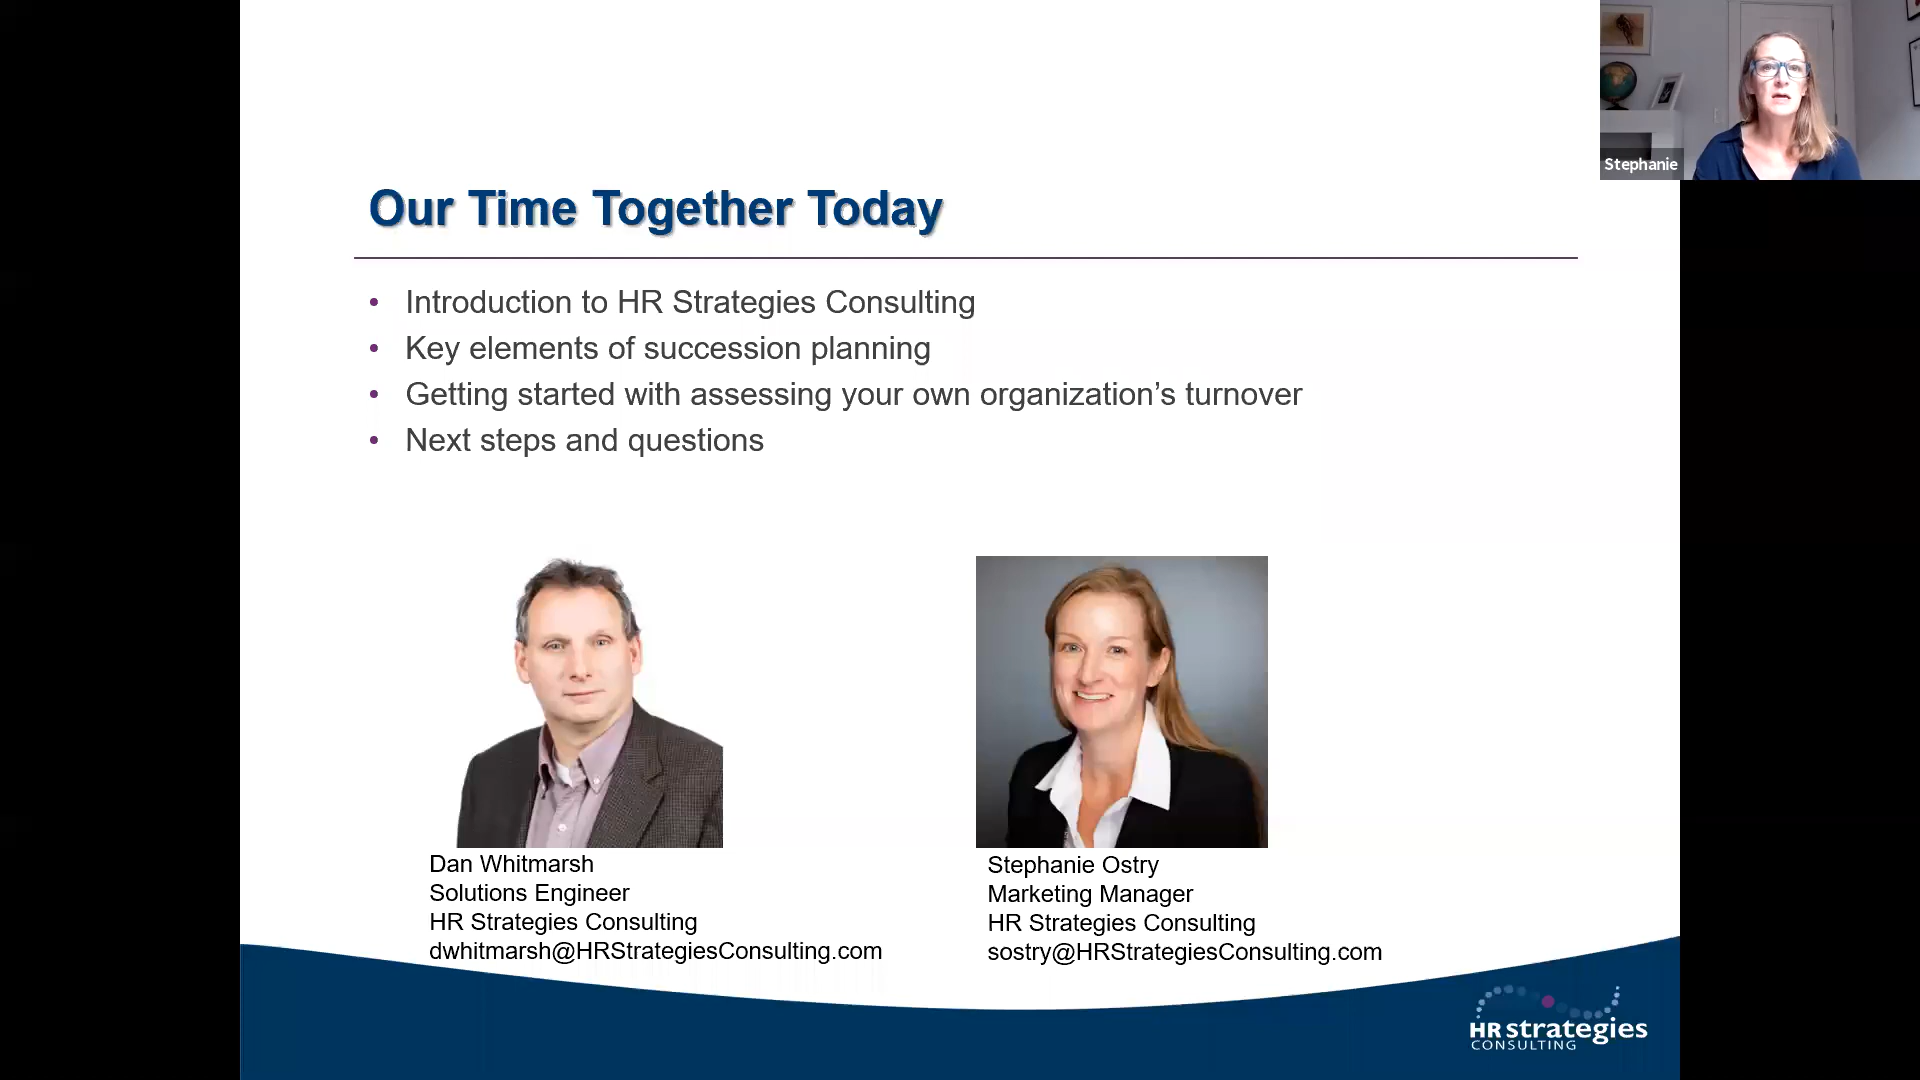 Stephanie
Our Time Together Today
• Introduction to HR Strategies Consulting
• Key elements of succession planning
• Getting started with assessing your own organization’s turnover
• Next steps and questions
Dan Whitmarsh
Solutions Engineer
HR Strategies Consulting
dwhitmarsh@HRStrategiesConsulting.com
Stephanie Ostry
Marketing Manager
HR Strategies Consulting
sostry@HRStrategiesConsulting.com
HR strategies
CONSULTING